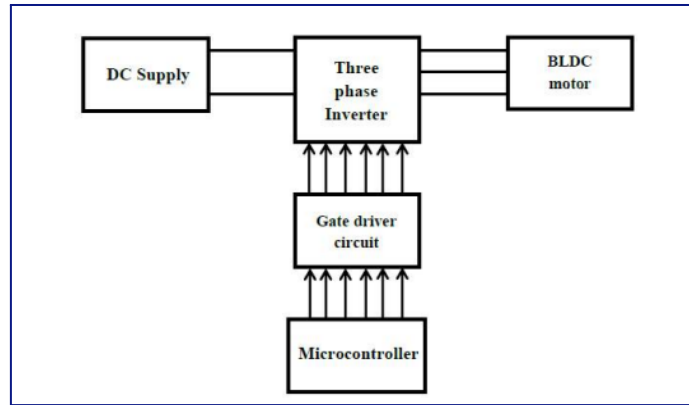 DC Supply
Three
phase
Inverter
BLDC
motor
Gate driver
circuit
Microcontroller